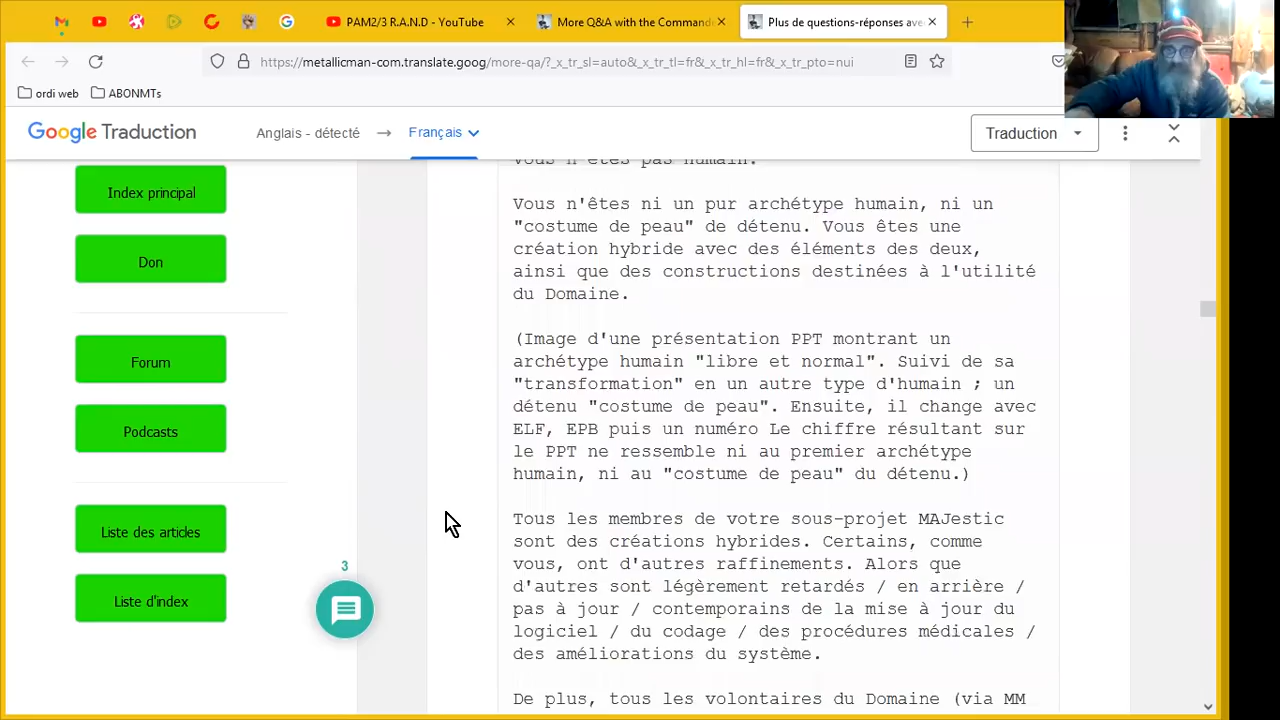 PAM2/3 R.A.N.D - YouTube
More Q&A with the Command
Plus de questions-réponses ave
https://metallicman-com.translate.goog/more-qa/?_x_tr_sl=auto&_x_tr_tl=fr&_x_tr_hl=fr&_x_tr_pto=nui
ordi web
ABONMTs
Google Traduction
Anglais - détecté
Français
Traduction
Index principal
Don
Forum
Podcasts
Liste des articles
Liste d'index
3
vous n'êtes pas humain.
Vous n'êtes ni un pur archétype humain, ni un
"costume de peau" de détenu. Vous êtes une
création hybride avec des éléments des deux,
ainsi que des constructions destinées à l'utilité
du Domaine.
(Image d'une présentation PPT montrant un
archétype humain "libre et normal". Suivi de sa
"transformation" en un autre type d'humain ; un
détenu "costume de peau". Ensuite, il change avec
ELF, EPB puis un numéro Le chiffre résultant sur
le PPT ne ressemble ni au premier archétype
humain, ni au "costume de peau" du détenu.)
Tous les membres de votre sous-projet MAJestic
sont des créations hybrides. Certains, comme
vous, ont d'autres raffinements. Alors que
d'autres sont légèrement retardés / en arrière /
pas à jour / contemporains de la mise à jour du
logiciel / du codage / des procédures médicales /
des améliorations du système.
De plus, tous les volontaires du Domaine (via MM